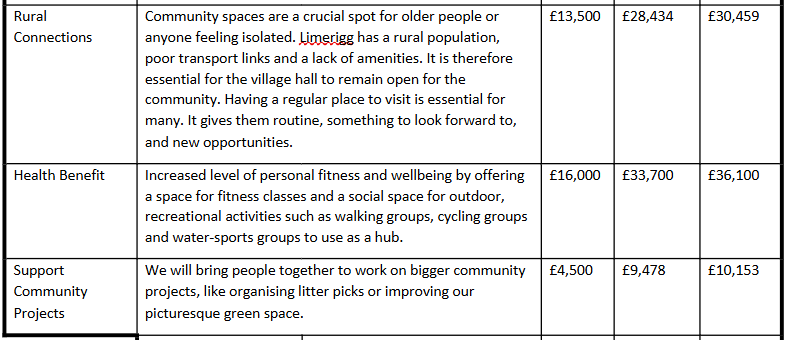 Rural Community spaces are a crucial spot for older people or £13,500 £28,434 £30,459
Connections anyone feeling isolated. Limerigg has a rural population,
poor transport links and a lack of amenities. It is therefore
essential for the village hall to remain open for the
community. Having a regular place to visit is essential for
many. It gives them routine, something to look forward to,
and new opportunities.
Health Benefit Increased level of personal fitness and wellbeing by offering £16,000 £33,700 £36,100
a space for fitness classes and a social space for outdoor,
recreational activities such as walking groups, cycling groups
and water-sports groups to use as a hub.
Support We will bring people together to work on bigger community £4,500 £9,478 £10,153
Community projects, like organising litter picks or improving our
Projects picturesque green space.